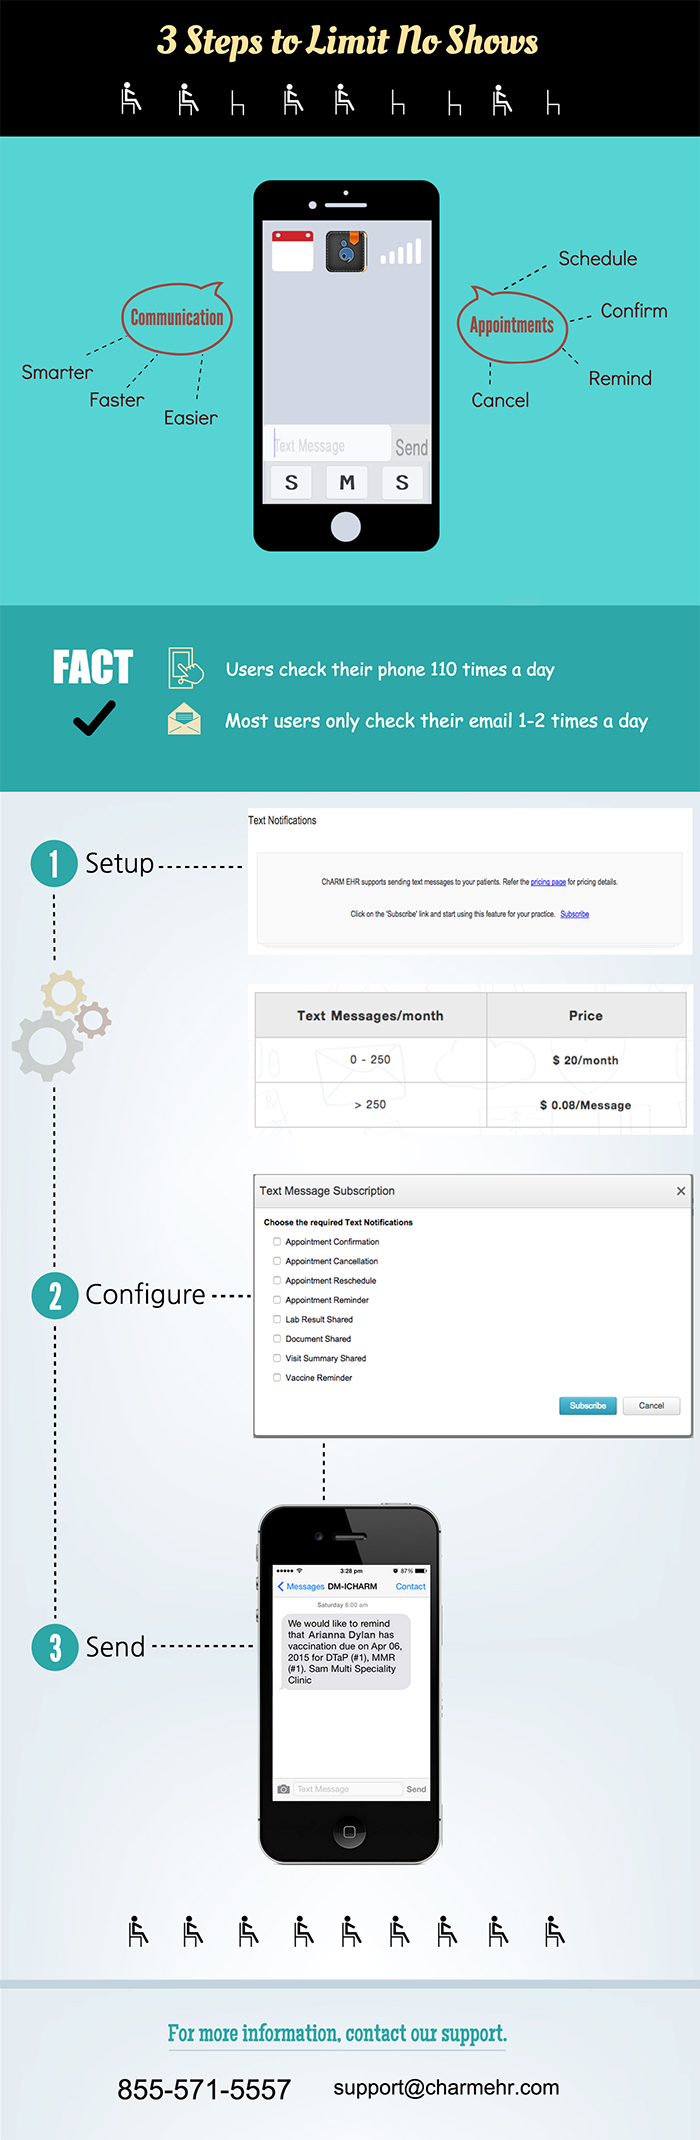 3 Steps to Limit No Shows
Communication
Smarter
Faster
Easier
Appointments
Schedule
Confirm
Remind
Cancel
Text Message
Send
S M S
FACT
Users check their phone 110 times a day
Most users only check their email 1-2 times a day
1 Setup
Text Notifications
ChARM EHR supports sending text messages to your patients. Refer the pricing page for pricing details.
Click on the 'Subscribe' link and start using this feature for your practice. Subscribe
Text Messages/month Price
0 - 250 $ 20/month
> 250 $ 0.08/Message
2 Configure
Text Message Subscription
Choose the required Text Notifications
Appointment Confirmation
Appointment Cancellation
Appointment Reschedule
Appointment Reminder
Lab Result Shared
Document Shared
Visit Summary Shared
Vaccine Reminder
Subscribe Cancel
3 Send
3:28 pm 87%
Messages DM-ICHARM Contact
Saturday 8:00 am
We would like to remind
that Arianna Dylan has
vaccination due on Apr 06,
2015 for DTaP (#1), MMR
(#1). Sam Multi Speciality
Clinic
Text Message Send
For more information, contact our support.
855-571-5557 support@charmehr.com